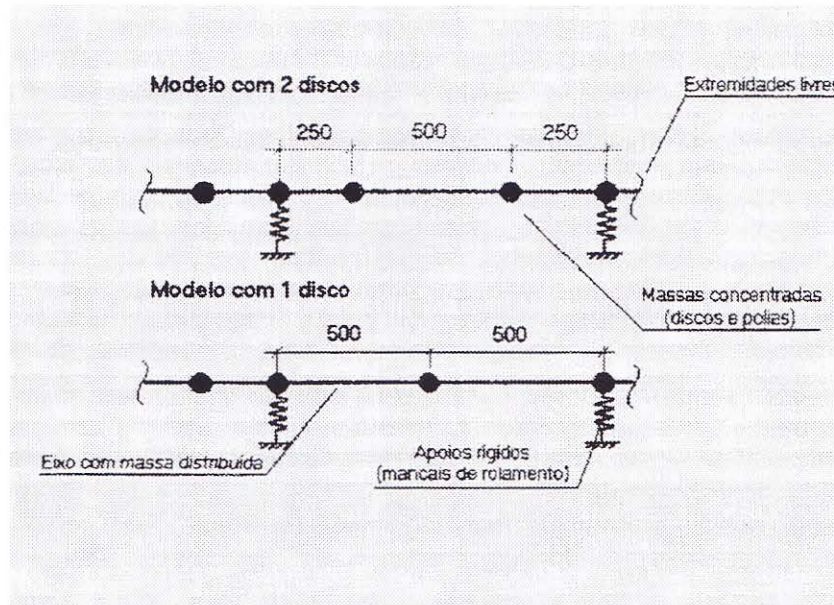 Modelo com 2 discos
Extremidades livres
250 500 250
Modelo com 1 disco
Massas concentradas
(discos e polias)
500 500
Eixo com massa distribuída
Apoios rígidos
(mancais de rolamento)